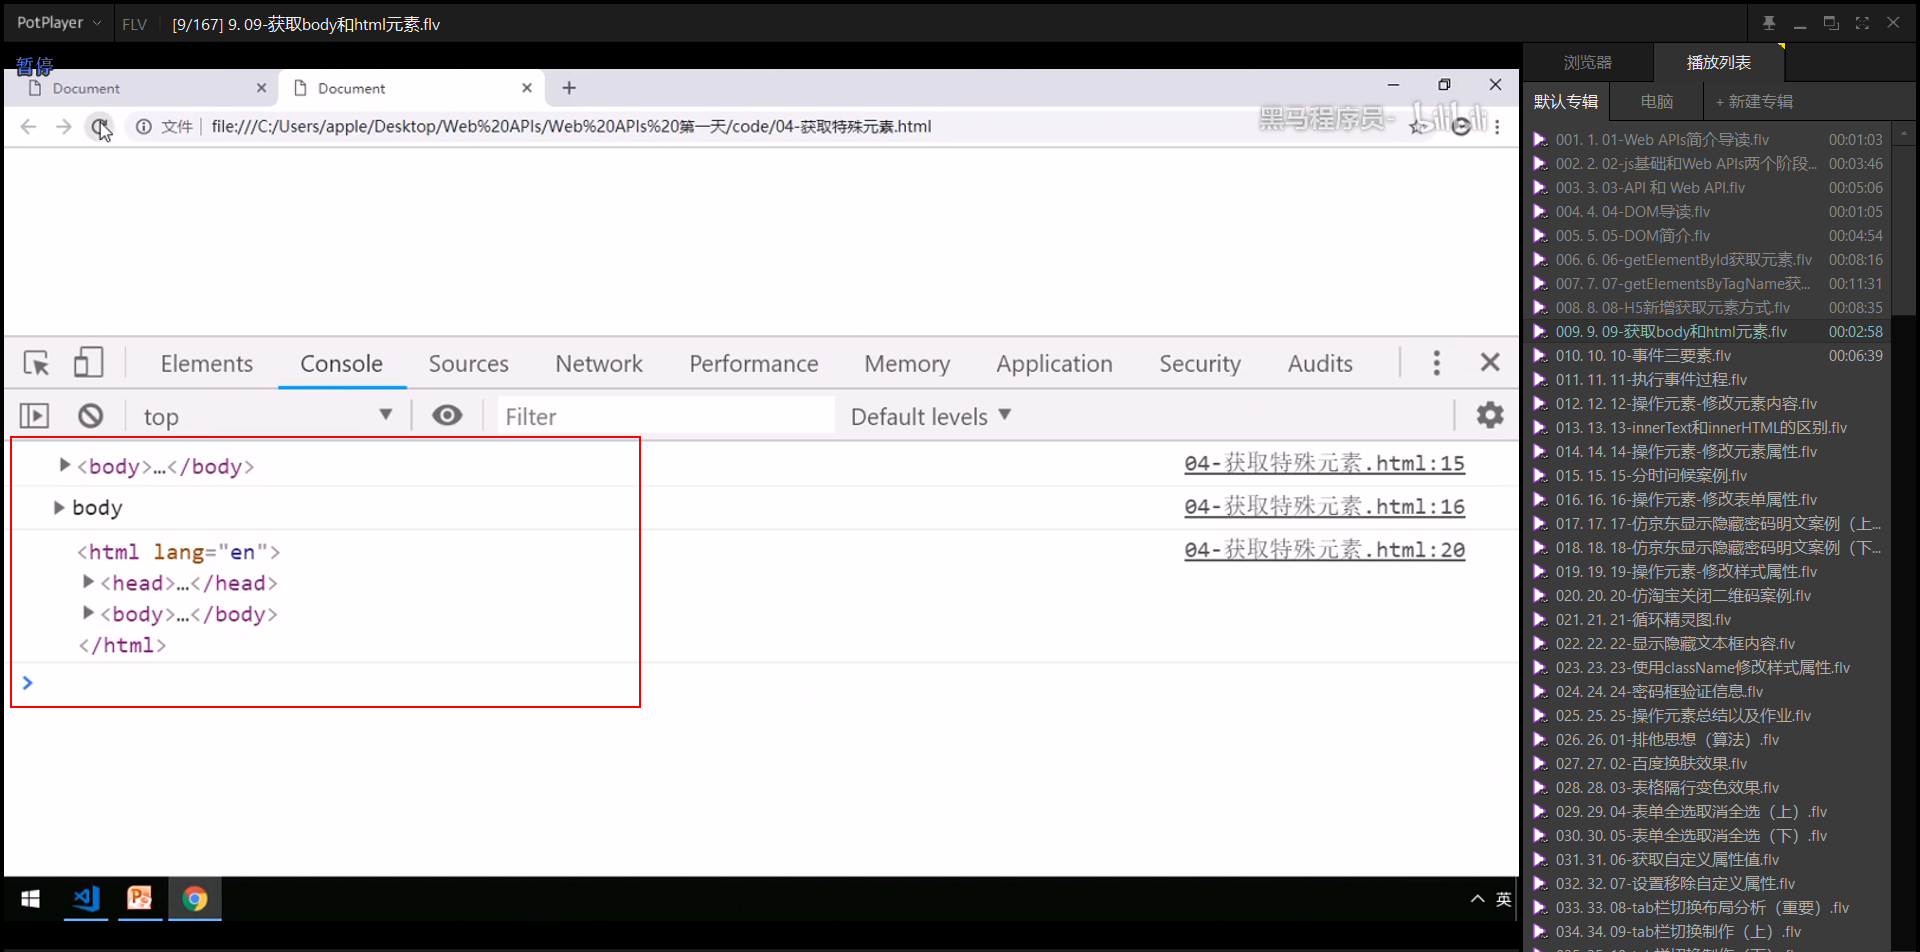 PotPlayer
FLV
[9/167] 9. 09-获取body和html元素.flv
暂停
Document
Document
文件
file:///C:/Users/apple/Desktop/Web%20APIs/Web%20APIs%20第一天/code/04-获取特殊元素.html
黑马程序员-
bilibili
Elements
Console
Sources
Network
Performance
Memory
Application
Security
Audits
top
Filter
Default levels
<body>…</body>
04-获取特殊元素.html:15
body
04-获取特殊元素.html:16
<html lang="en">
04-获取特殊元素.html:20
<head>…</head>
<body>…</body>
</html>
>
英
浏览器
播放列表
默认专辑
电脑
+ 新建专辑
001. 1. 01-Web APIs简介导读.flv 00:01:03
002. 2. 02-js基础和Web APIs两个阶段... 00:03:46
003. 3. 03-API 和 Web API.flv 00:05:06
004. 4. 04-DOM导读.flv 00:01:05
005. 5. 05-DOM简介.flv 00:04:54
006. 6. 06-getElementById获取元素.flv 00:08:16
007. 7. 07-getElementsByTagName获... 00:11:31
008. 8. 08-H5新增获取元素方式.flv 00:08:35
009. 9. 09-获取body和html元素.flv 00:02:58
010. 10. 10-事件三要素.flv 00:06:39
011. 11. 11-执行事件过程.flv
012. 12. 12-操作元素-修改元素内容.flv
013. 13. 13-innerText和innerHTML的区别.flv
014. 14. 14-操作元素-修改元素属性.flv
015. 15. 15-分时问候案例.flv
016. 16. 16-操作元素-修改表单属性.flv
017. 17. 17-仿京东显示隐藏密码明文案例（上...
018. 18. 18-仿京东显示隐藏密码明文案例（下...
019. 19. 19-操作元素-修改样式属性.flv
020. 20. 20-仿淘宝关闭二维码案例.flv
021. 21. 21-循环精灵图.flv
022. 22. 22-显示隐藏文本框内容.flv
023. 23. 23-使用className修改样式属性.flv
024. 24. 24-密码框验证信息.flv
025. 25. 25-操作元素总结以及作业.flv
026. 26. 01-排他思想（算法）.flv
027. 27. 02-百度换肤效果.flv
028. 28. 03-表格隔行变色效果.flv
029. 29. 04-表单全选取消全选（上）.flv
030. 30. 05-表单全选取消全选（下）.flv
031. 31. 06-获取自定义属性值.flv
032. 32. 07-设置移除自定义属性.flv
033. 33. 08-tab栏切换布局分析（重要）.flv
034. 34. 09-tab栏切换制作（上）.flv